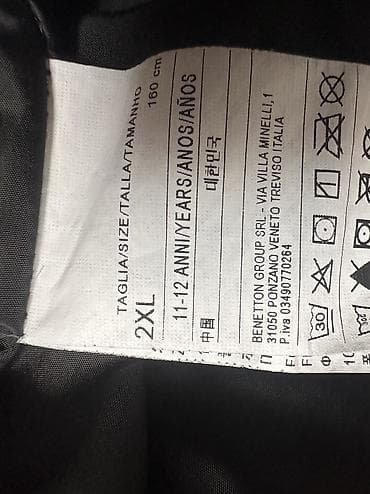 TAGLIA/SIZE/TALLA/TAMANHO
2XL
160 cm
11-12 ANNI/YEARS/ANOS/AÑOS
中国
대한민국
BENETTON GROUP SRL - VIA VILLA MINELLI,1
31050 PONZANO VENETO TREVISO ITALIA
P.iva 03490770264
30